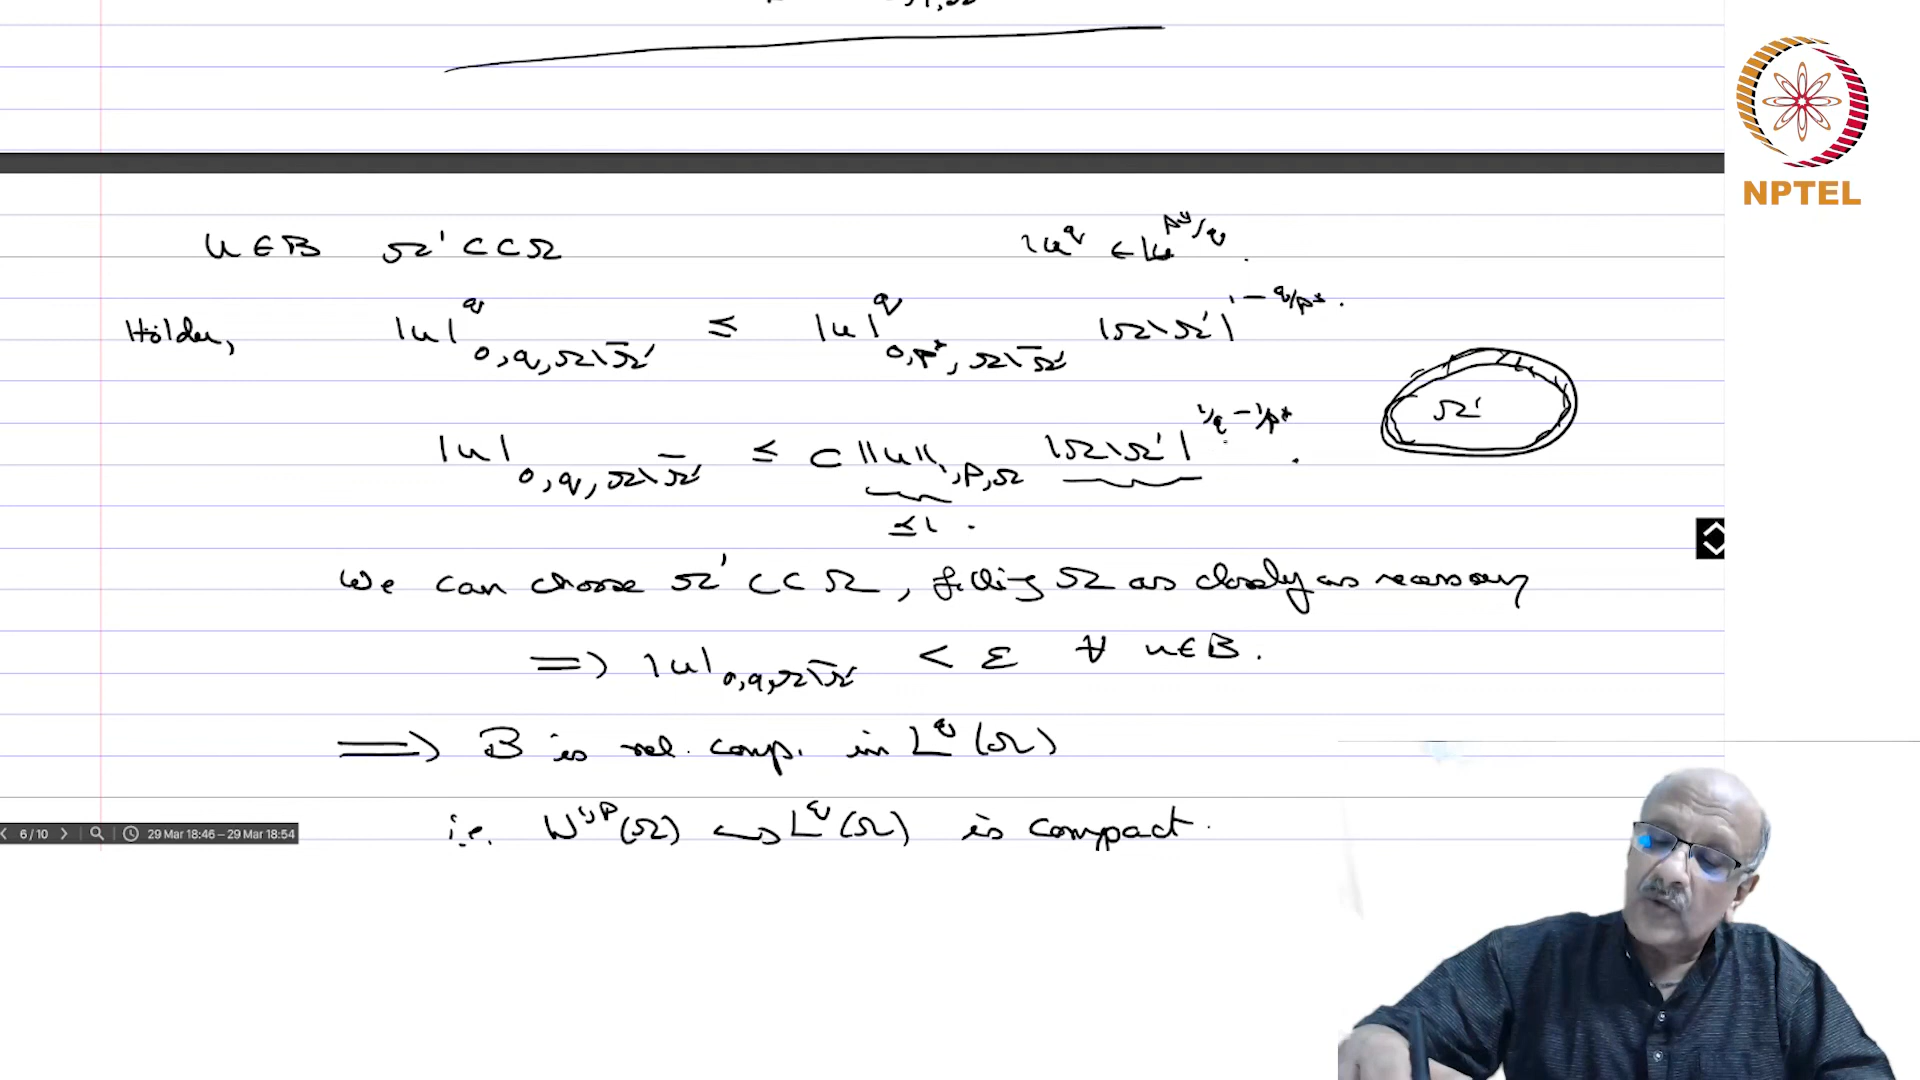 NPTEL
u ∈ B Ω' ⊂⊂ Ω |u|^q ∈ L^{p*/q}.
Hölder, |u|^q_{0,q,Ω\Ω̄'} ≤ |u|^q_{0,p*,Ω\Ω̄'} |Ω\Ω'|^{1-q/p*}.
Ω'
|u|_{0,q,Ω\Ω̄'} ≤ C ||u||_{1,p,Ω} |Ω\Ω'|^{1/q-1/p*}.
≤ 1.
We can choose Ω' ⊂⊂ Ω, filling Ω as closely as necessary
⇒ |u|_{0,q,Ω\Ω̄'} < ε ∀ u ∈ B.
⇒ B is rel. comp. in L^q(Ω)
i.e. W^{1,p}(Ω) ↪ L^q(Ω) is compact.
6 / 10 29 Mar 18:46 – 29 Mar 18:54